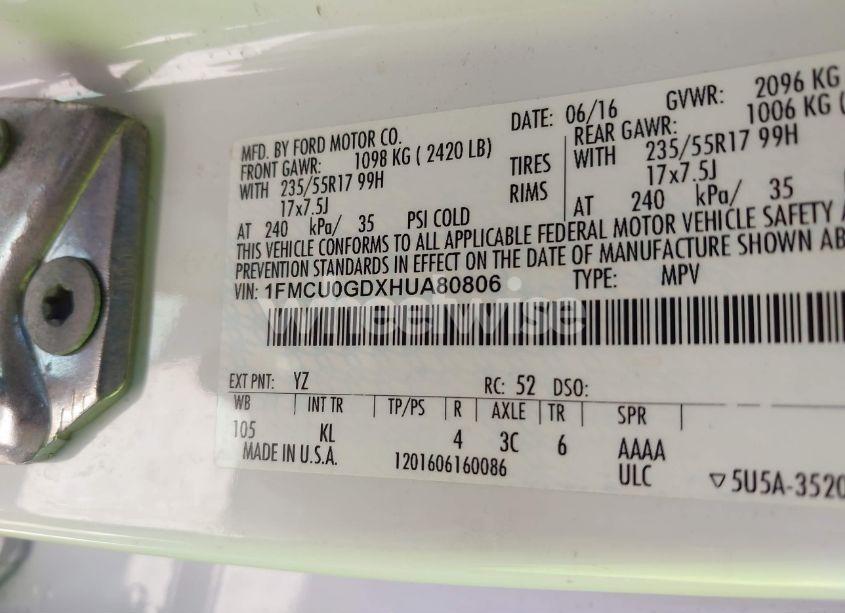 MFD. BY FORD MOTOR CO.
DATE: 06/16 GVWR: 2096 KG
FRONT GAWR: 1098 KG ( 2420 LB)
REAR GAWR: 1006 KG (
WITH 235/55R17 99H TIRES WITH 235/55R17 99H
17x7.5J RIMS 17x7.5J
AT 240 kPa/ 35 PSI COLD AT 240 kPa/ 35
THIS VEHICLE CONFORMS TO ALL APPLICABLE FEDERAL MOTOR VEHICLE SAFETY A
PREVENTION STANDARDS IN EFFECT ON THE DATE OF MANUFACTURE SHOWN AB
VIN: 1FMCU0GDXHUA80806 TYPE: MPV
wheelwise
EXT PNT: YZ RC: 52 DSO:
WB INT TR TP/PS R AXLE TR SPR
105 KL 4 3C 6 AAAA
MADE IN U.S.A. 1201606160086 ULC
▽5U5A-3520